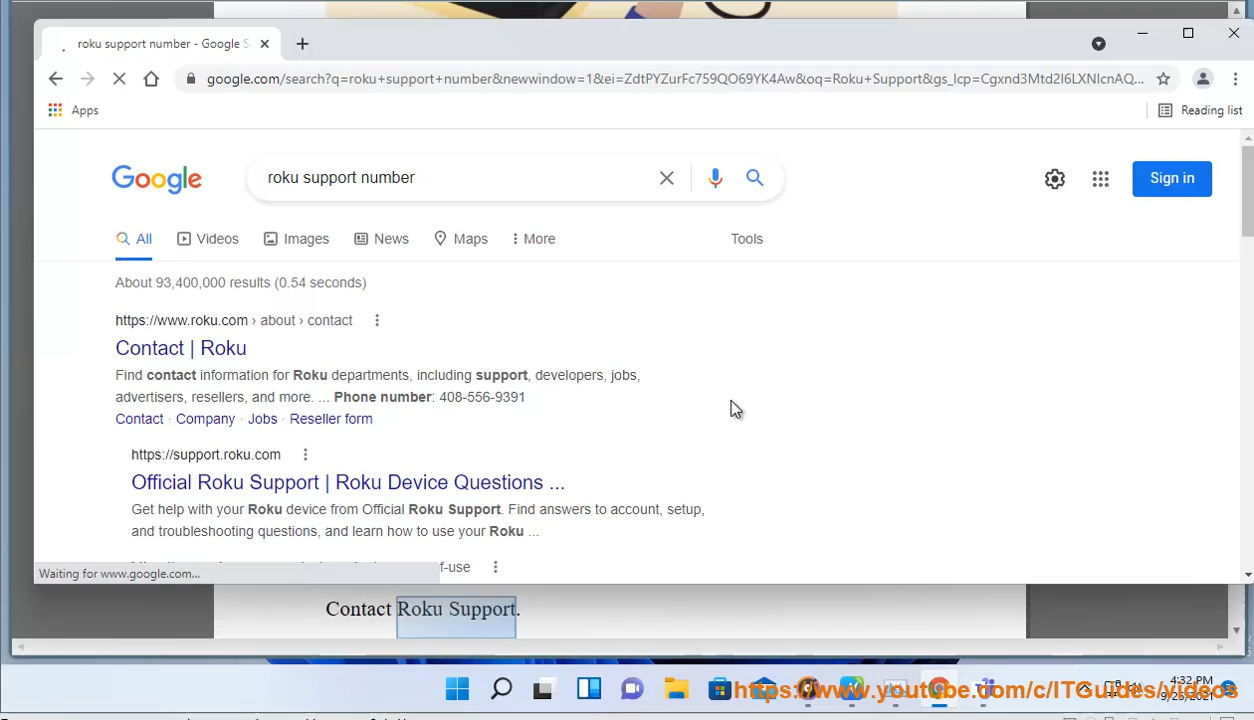 roku support number - Google S
google.com/search?q=roku+support+number&newwindow=1&ei=ZdtPYZurFc759QO69YK4Aw&oq=Roku+Support&gs_lcp=Cgxnd3Mtd2l6LXNlcnAQ...
Apps
Reading list
Google
roku support number
Sign in
All
Videos
Images
News
Maps
More
Tools
About 93,400,000 results (0.54 seconds)
https://www.roku.com › about › contact
Contact | Roku
Find contact information for Roku departments, including support, developers, jobs,
advertisers, resellers, and more. ... Phone number: 408-556-9391
Contact · Company · Jobs · Reseller form
https://support.roku.com
Official Roku Support | Roku Device Questions ...
Get help with your Roku device from Official Roku Support. Find answers to account, setup,
and troubleshooting questions, and learn how to use your Roku ...
f-use
Waiting for www.google.com...
Contact Roku Support.
https://www.youtube.com/c/ITGuides/videos
4:32 PM
9/25/2021